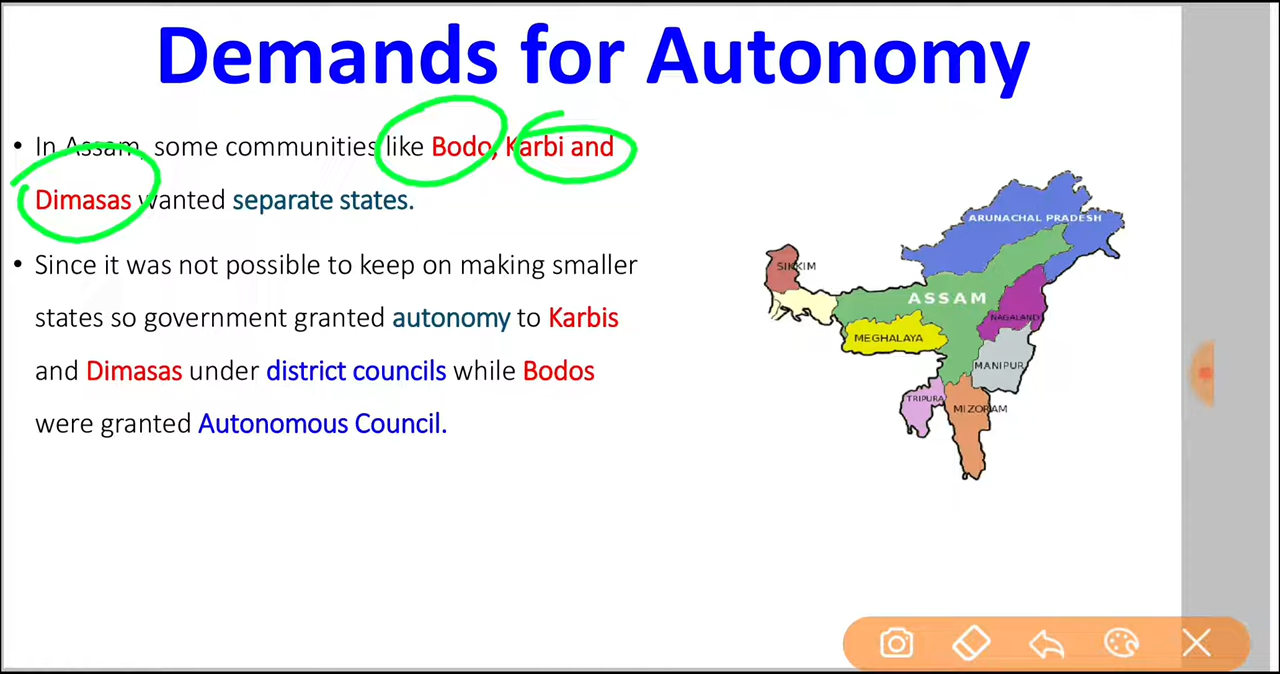 Demands for Autonomy
• In Assam, some communities like Bodo, Karbi and
Dimasas wanted separate states.
• Since it was not possible to keep on making smaller
states so government granted autonomy to Karbis
and Dimasas under district councils while Bodos
were granted Autonomous Council.
ARUNACHAL PRADESH
SIKKIM
ASSAM
NAGALAND
MEGHALAYA
MANIPUR
TRIPURA
MIZORAM